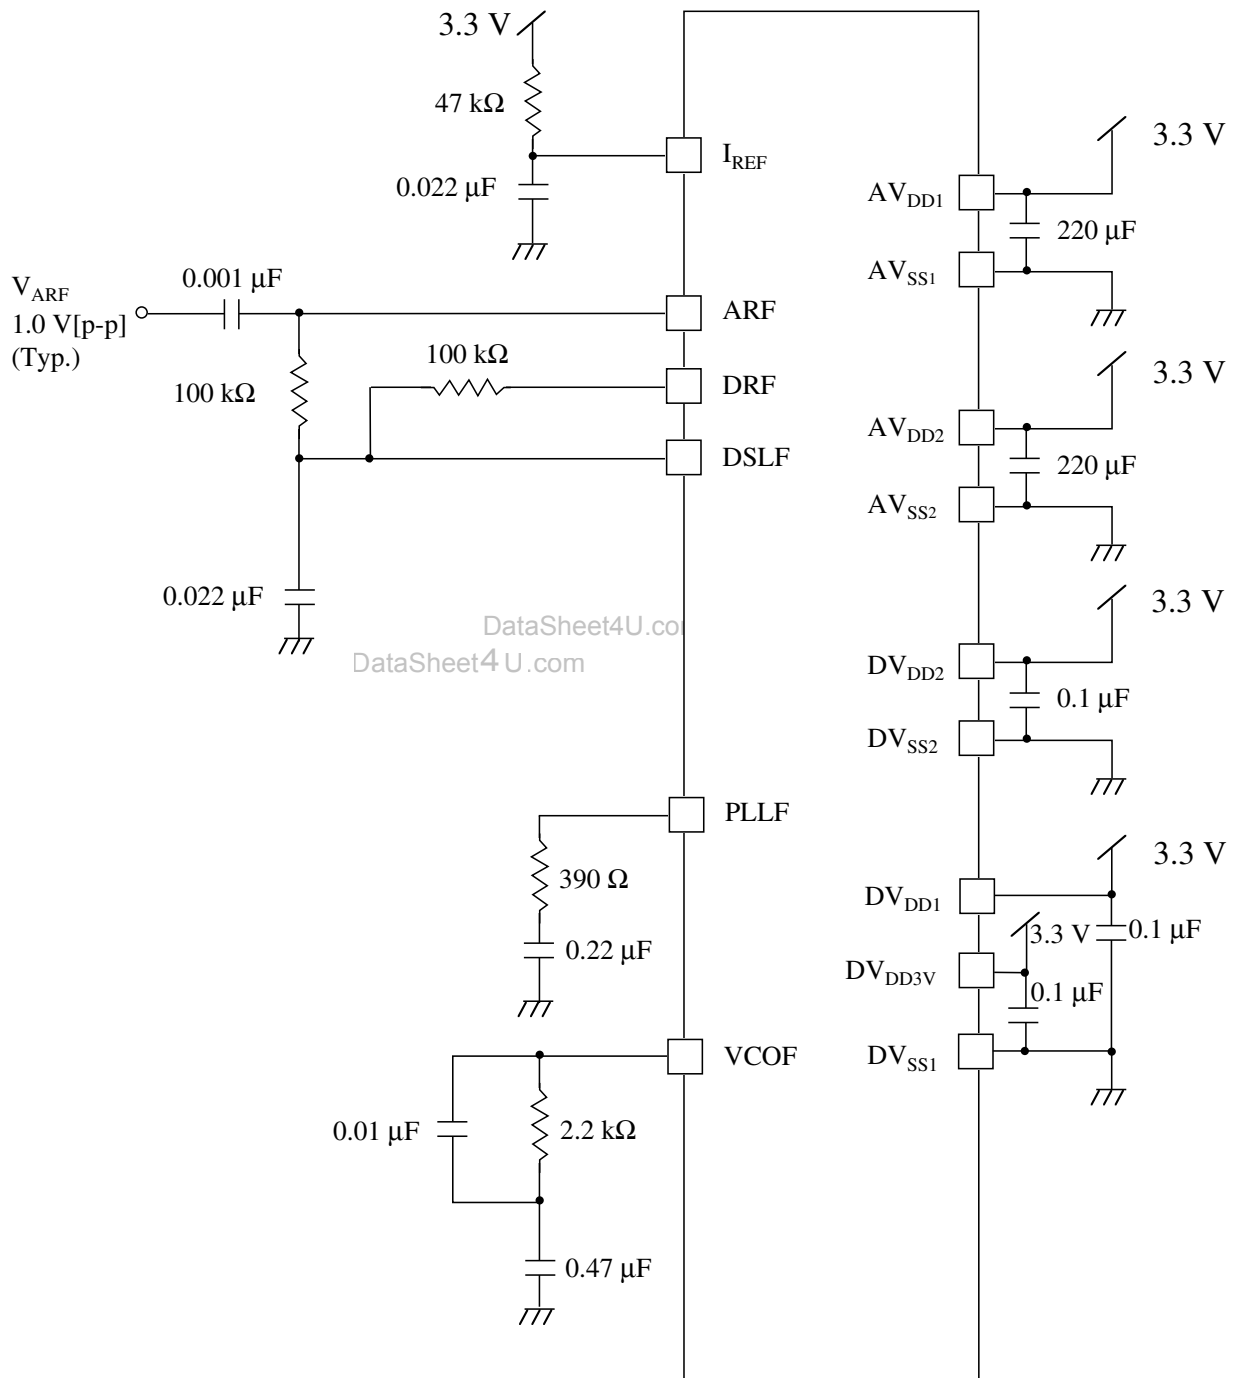 3.3 V
47 kΩ
I_REF
0.022 µF
3.3 V
AV_DD1
220 µF
AV_SS1
0.001 µF
V_ARF
1.0 V[p-p]
(Typ.)
ARF
100 kΩ
100 kΩ
DRF
DSLF
3.3 V
AV_DD2
220 µF
AV_SS2
0.022 µF
DataSheet4U.co
DataSheet4U.com
3.3 V
DV_DD2
0.1 µF
DV_SS2
PLLF
390 Ω
0.22 µF
3.3 V
DV_DD1
3.3 V
0.1 µF
DV_DD3V
0.1 µF
DV_SS1
VCOF
0.01 µF
2.2 kΩ
0.47 µF